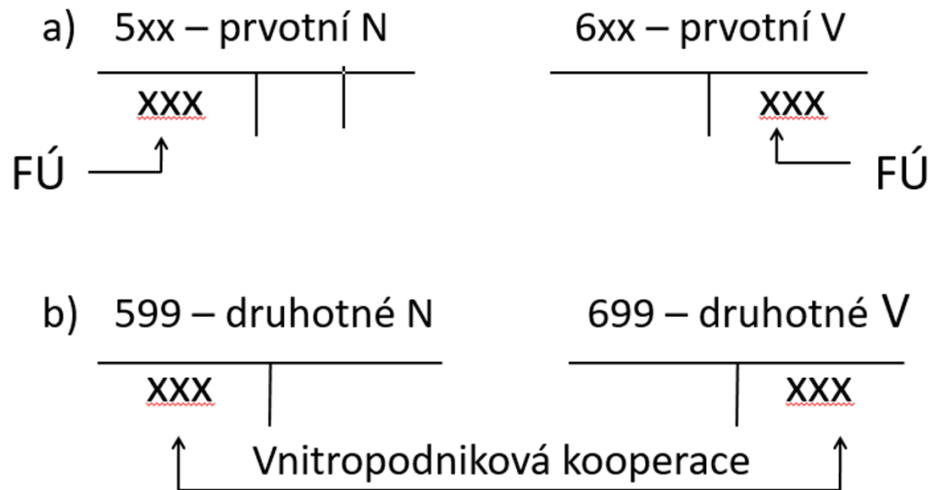 a) 5xx – prvotní N 6xx – prvotní V
xxx xxx
FÚ FÚ
b) 599 – druhotné N 699 – druhotné V
xxx xxx
Vnitropodniková kooperace